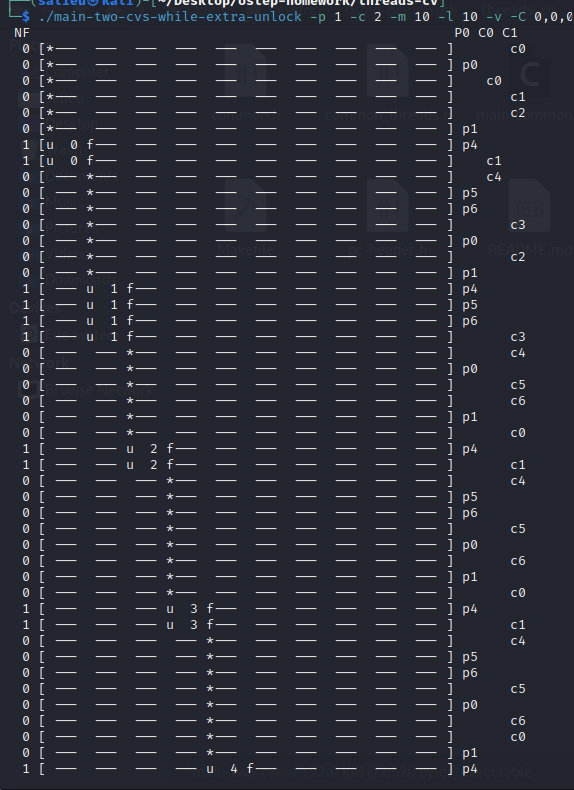 (satieu㉿kali)-[~/Desktop/ostep-homework/threads-cv]
└─$ ./main-two-cvs-while-extra-unlock -p 1 -c 2 -m 10 -l 10 -v -C 0,0,0
NF P0 C0 C1
0 [*--- --- --- --- --- --- --- --- --- --- ] c0
0 [*--- --- --- --- --- --- --- --- --- --- ] p0
0 [*--- --- --- --- --- --- --- --- --- --- ] c0
0 [*--- --- --- --- --- --- --- --- --- --- ] c1
0 [*--- --- --- --- --- --- --- --- --- --- ] c2
0 [*--- --- --- --- --- --- --- --- --- --- ] p1
1 [u 0 f--- --- --- --- --- --- --- --- --- ] p4
1 [u 0 f--- --- --- --- --- --- --- --- --- ] c1
0 [ --- *--- --- --- --- --- --- --- --- --- ] c4
0 [ --- *--- --- --- --- --- --- --- --- --- ] p5
0 [ --- *--- --- --- --- --- --- --- --- --- ] p6
0 [ --- *--- --- --- --- --- --- --- --- --- ] c3
0 [ --- *--- --- --- --- --- --- --- --- --- ] p0
0 [ --- *--- --- --- --- --- --- --- --- --- ] c2
0 [ --- *--- --- --- --- --- --- --- --- --- ] p1
1 [ --- u 1 f--- --- --- --- --- --- --- --- ] p4
1 [ --- u 1 f--- --- --- --- --- --- --- --- ] p5
1 [ --- u 1 f--- --- --- --- --- --- --- --- ] p6
1 [ --- u 1 f--- --- --- --- --- --- --- --- ] c3
0 [ --- --- *--- --- --- --- --- --- --- --- ] c4
0 [ --- --- *--- --- --- --- --- --- --- --- ] p0
0 [ --- --- *--- --- --- --- --- --- --- --- ] c5
0 [ --- --- *--- --- --- --- --- --- --- --- ] c6
0 [ --- --- *--- --- --- --- --- --- --- --- ] p1
0 [ --- --- *--- --- --- --- --- --- --- --- ] c0
1 [ --- --- u 2 f--- --- --- --- --- --- --- ] p4
1 [ --- --- u 2 f--- --- --- --- --- --- --- ] c1
0 [ --- --- --- *--- --- --- --- --- --- --- ] c4
0 [ --- --- --- *--- --- --- --- --- --- --- ] p5
0 [ --- --- --- *--- --- --- --- --- --- --- ] p6
0 [ --- --- --- *--- --- --- --- --- --- --- ] c5
0 [ --- --- --- *--- --- --- --- --- --- --- ] p0
0 [ --- --- --- *--- --- --- --- --- --- --- ] c6
0 [ --- --- --- *--- --- --- --- --- --- --- ] p1
0 [ --- --- --- *--- --- --- --- --- --- --- ] c0
1 [ --- --- --- u 3 f--- --- --- --- --- --- ] p4
1 [ --- --- --- u 3 f--- --- --- --- --- --- ] c1
0 [ --- --- --- --- *--- --- --- --- --- --- ] c4
0 [ --- --- --- --- *--- --- --- --- --- --- ] p5
0 [ --- --- --- --- *--- --- --- --- --- --- ] p6
0 [ --- --- --- --- *--- --- --- --- --- --- ] c5
0 [ --- --- --- --- *--- --- --- --- --- --- ] p0
0 [ --- --- --- --- *--- --- --- --- --- --- ] c6
0 [ --- --- --- --- *--- --- --- --- --- --- ] c0
0 [ --- --- --- --- *--- --- --- --- --- --- ] p1
1 [ --- --- --- --- u 4 f--- --- --- --- --- ] p4
README.md